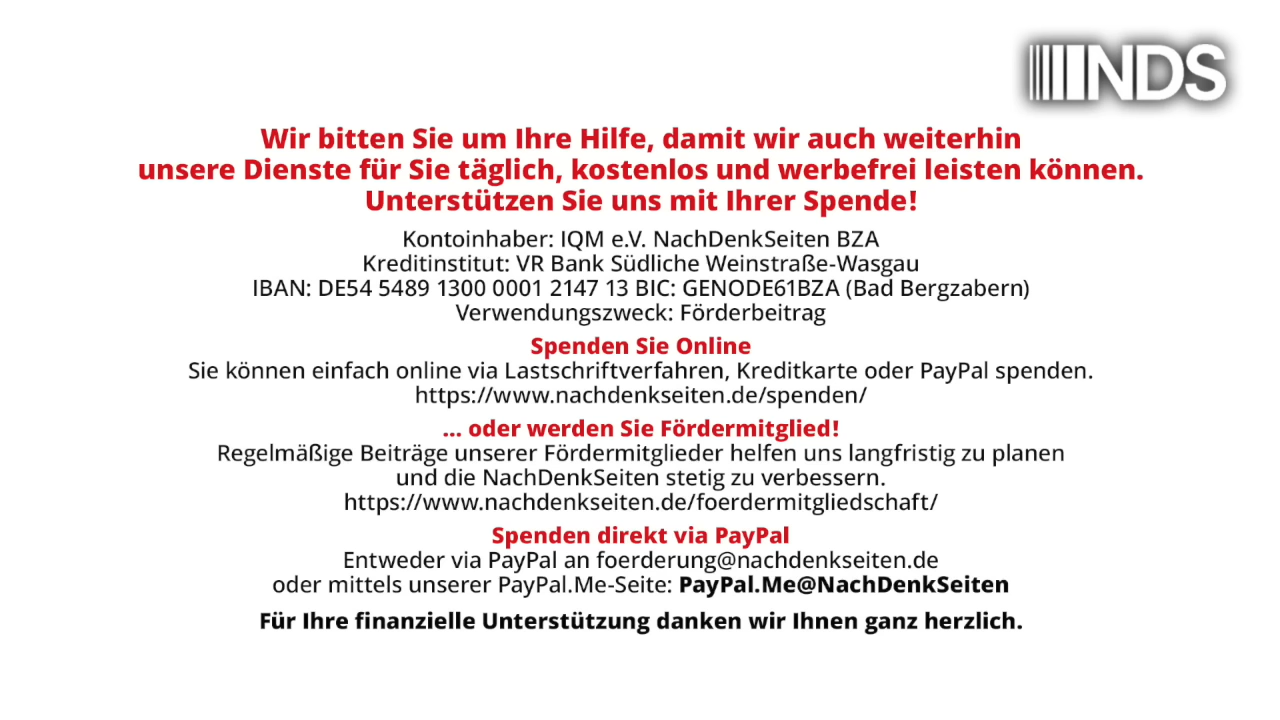 NDS
Wir bitten Sie um Ihre Hilfe, damit wir auch weiterhin
unsere Dienste für Sie täglich, kostenlos und werbefrei leisten können.
Unterstützen Sie uns mit Ihrer Spende!
Kontoinhaber: IQM e.V. NachDenkSeiten BZA
Kreditinstitut: VR Bank Südliche Weinstraße-Wasgau
IBAN: DE54 5489 1300 0001 2147 13 BIC: GENODE61BZA (Bad Bergzabern)
Verwendungszweck: Förderbeitrag
Spenden Sie Online
Sie können einfach online via Lastschriftverfahren, Kreditkarte oder PayPal spenden.
https://www.nachdenkseiten.de/spenden/
... oder werden Sie Fördermitglied!
Regelmäßige Beiträge unserer Fördermitglieder helfen uns langfristig zu planen
und die NachDenkSeiten stetig zu verbessern.
https://www.nachdenkseiten.de/foerdermitgliedschaft/
Spenden direkt via PayPal
Entweder via PayPal an foerderung@nachdenkseiten.de
oder mittels unserer PayPal.Me-Seite: PayPal.Me@NachDenkSeiten
Für Ihre finanzielle Unterstützung danken wir Ihnen ganz herzlich.